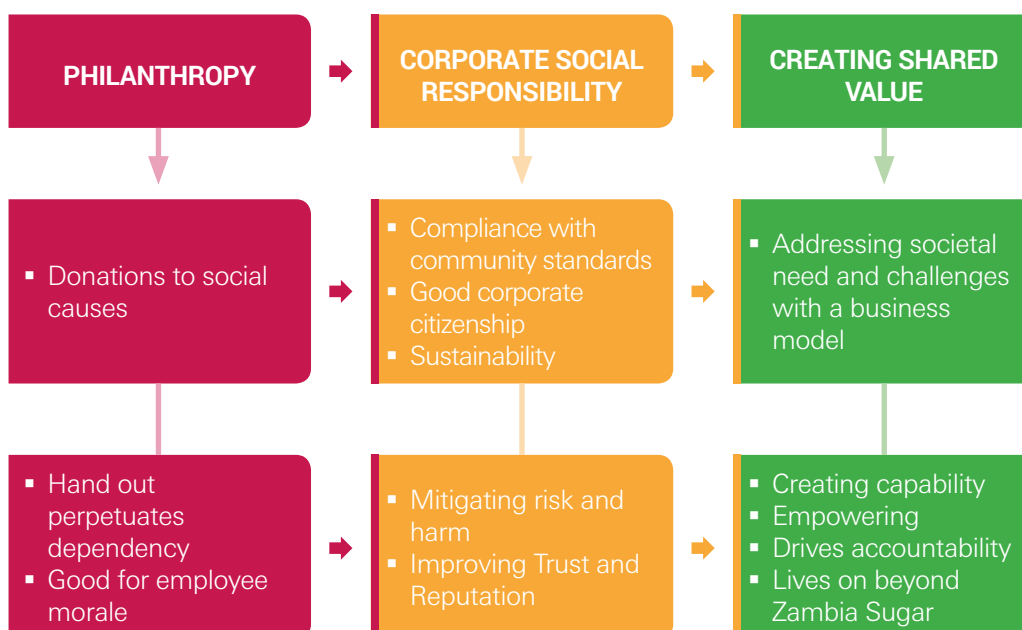 PHILANTHROPY
CORPORATE SOCIAL
RESPONSIBILITY
CREATING SHARED
VALUE
▪ Donations to social
causes
▪ Compliance with
community standards
▪ Good corporate
citizenship
▪ Sustainability
▪ Addressing societal
need and challenges
with a business
model
▪ Hand out
perpetuates
dependency
▪ Good for employee
morale
▪ Mitigating risk and
harm
▪ Improving Trust and
Reputation
▪ Creating capability
▪ Empowering
▪ Drives accountability
▪ Lives on beyond
Zambia Sugar